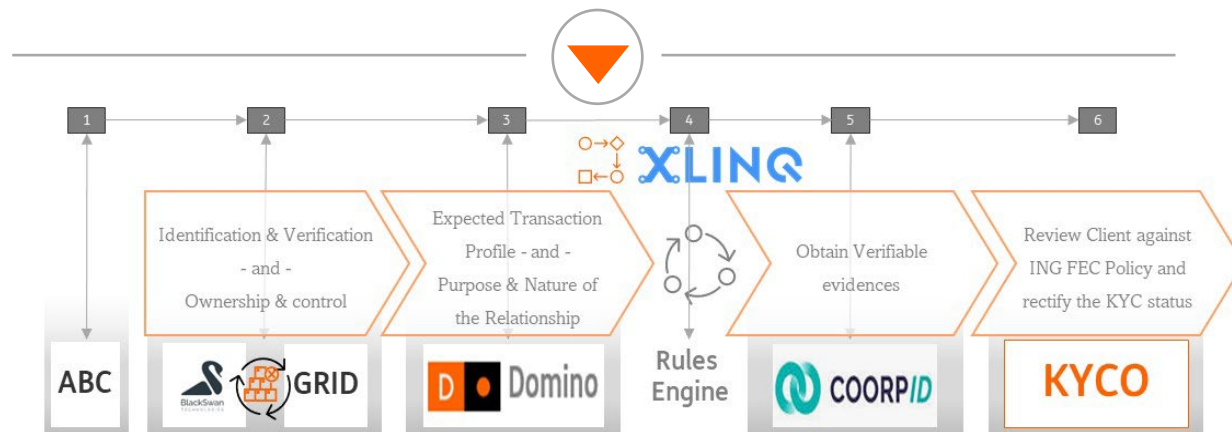 1
2
3
4
5
6
XLINQ
Identification & Verification
- and -
Ownership & control
Expected Transaction
Profile - and -
Purpose & Nature of
the Relationship
Obtain Verifiable
evidences
Review Client against
ING FEC Policy and
rectify the KYC status
ABC
BlackSwan
TECHNOLOGIES
GRID
D
Domino
Rules
Engine
COORPID
KYCO